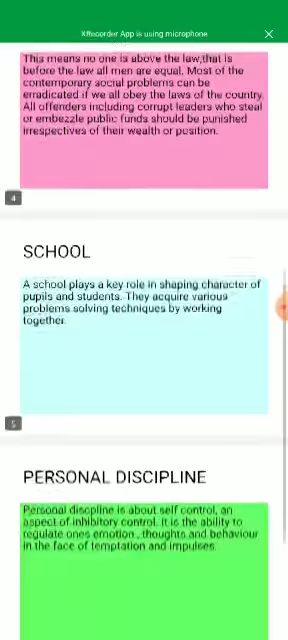 XRecorder App is using microphone
This means no one is above the law,that is
before the law all men are equal. Most of the
contemporary social problems can be
erradicated if we all obey the laws of the country.
All offenders including corrupt leaders who steal
or embezzle public funds should be punished
irrespectives of their wealth or position.
4
SCHOOL
A school plays a key role in shaping character of
pupils and students. They acquire various
problems solving techniques by working
together.
5
PERSONAL DISCIPLINE
Personal discpline is about self control, an
aspect of inhibitory control. It is the ability to
regulate ones emotion , thoughts and behaviour
in the face of temptation and impulses.